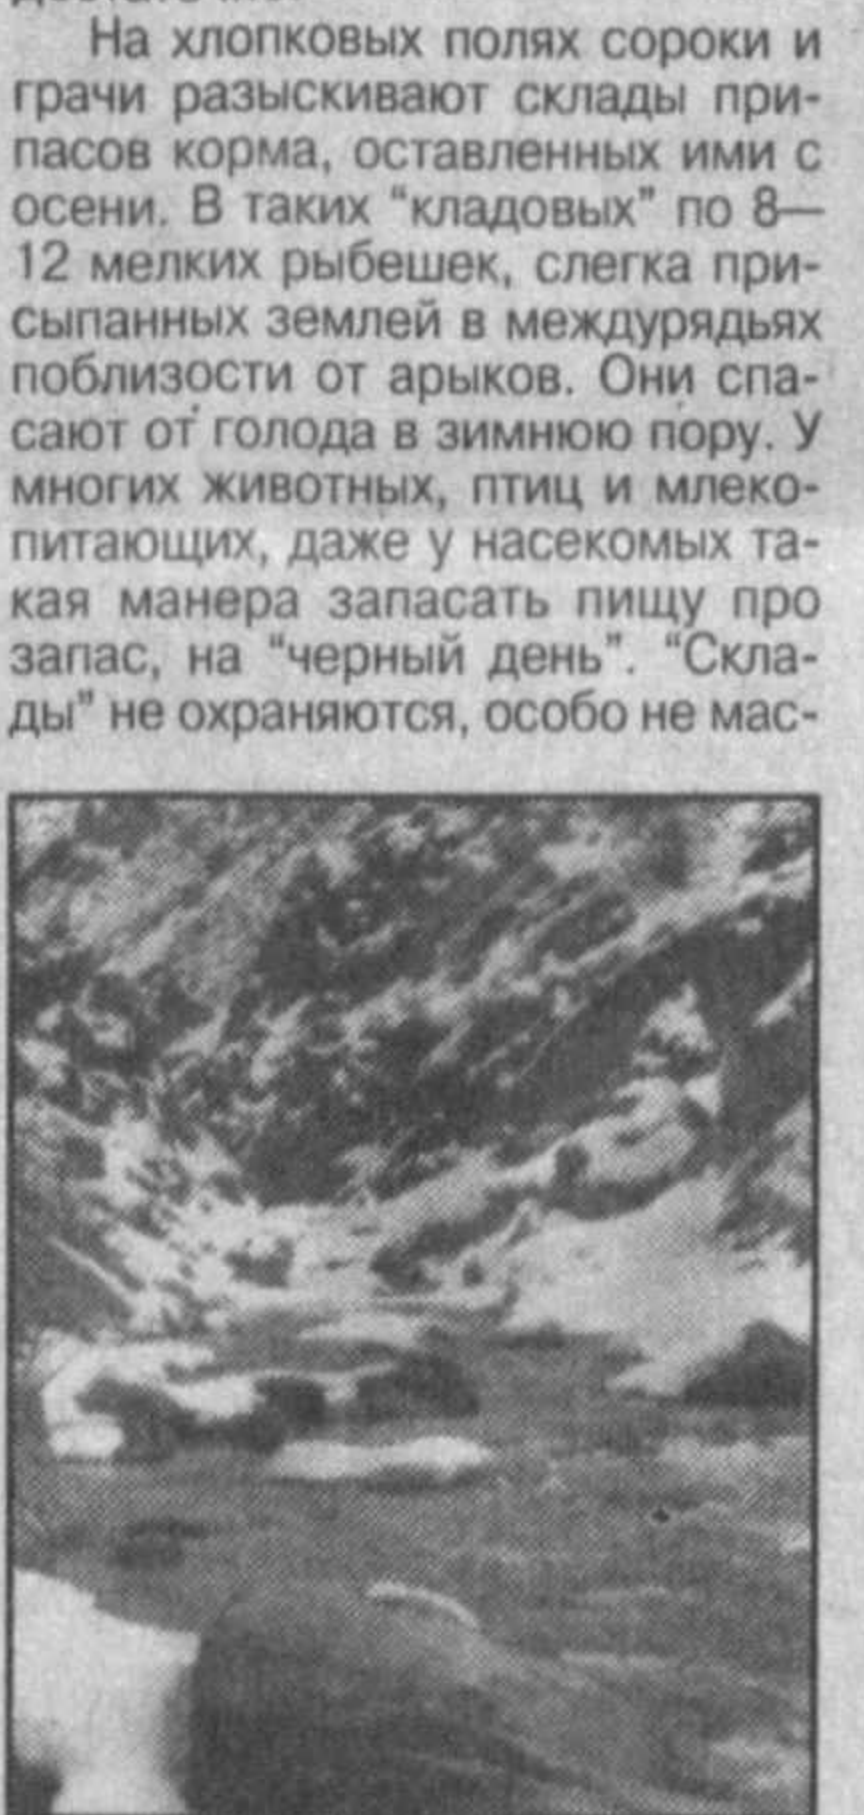 На хлопковых полях сороки и
грачи разыскивают склады при-
пасов корма, оставленных ими с
осени. В таких “кладовых” по 8—
12 мелких рыбешек, слегка при-
сыпанных землей в междурядьях
поблизости от арыков. Они спа-
сают от голода в зимнюю пору. У
многих животных, птиц и млеко-
питающих, даже у насекомых та-
кая манера запасать пищу про
запас, на “черный день”. “Скла-
ды” не охраняются, особо не мас-